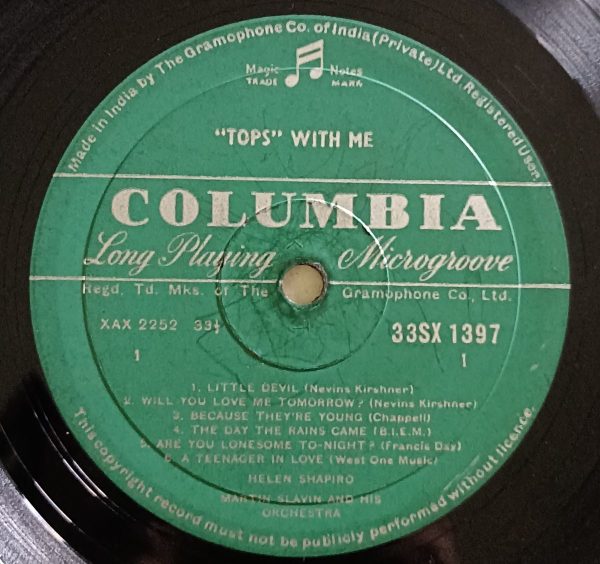 Made in India by The Gramophone Co. of India (Private) Ltd Registered User.
Magic Notes
TRADE MARK
"TOPS" WITH ME
COLUMBIA
Long Playing Microgroove
Regd. Td. Mks. of The Gramophone Co., Ltd.
XAX 2252 33⅓ 33SX 1397
1 1
1. LITTLE DEVIL (Nevins Kirshner)
2. WILL YOU LOVE ME TOMORROW? (Nevins Kirshner)
3. BECAUSE THEY'RE YOUNG (Chappell)
4. THE DAY THE RAINS CAME (B.I.E.M.)
5. ARE YOU LONESOME TO-NIGHT? (Francis Day)
6. A TEENAGER IN LOVE (West One Music)
HELEN SHAPIRO
MARTIN SLAVIN AND HIS
ORCHESTRA
This copyright record must not be publicly performed without licence.